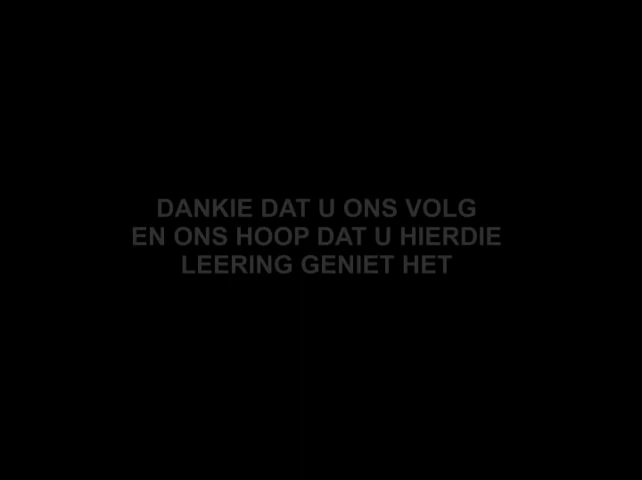 DANKIE DAT U ONS VOLG
EN ONS HOOP DAT U HIERDIE
LEERING GENIET HET